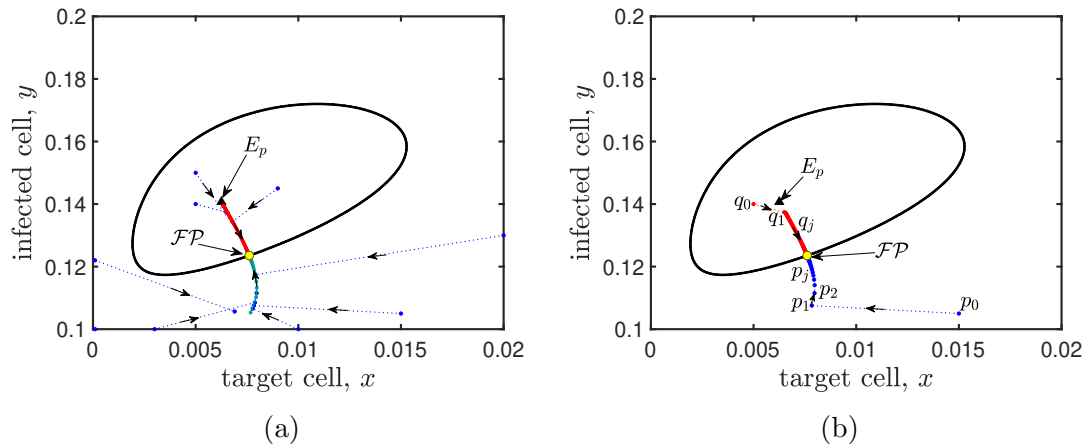 0.2
0.18
0.16
0.14
0.12
0.1
infected cell, y
E_p
FP
0 0.005 0.01 0.015 0.02
target cell, x
(a)
0.2
0.18
0.16
0.14
0.12
0.1
infected cell, y
E_p
q_0
q_1 q_j
FP
p_j
p_1 p_2
p_0
0 0.005 0.01 0.015 0.02
target cell, x
(b)